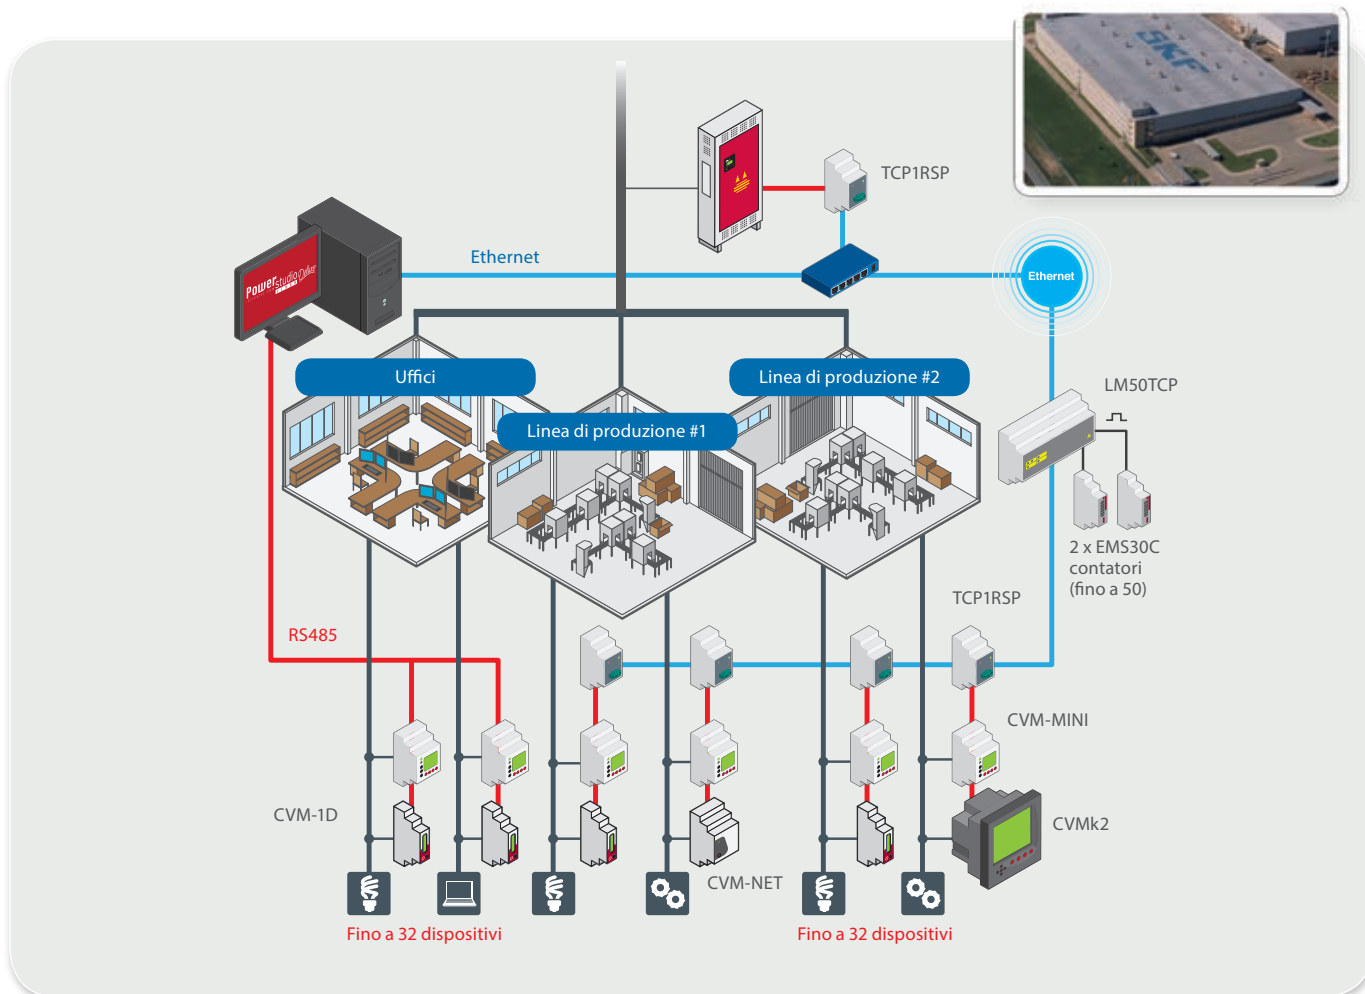 SKF
TCP1RSP
Ethernet
Ethernet
PowerStudio
Uffici
Linea di produzione #2
LM50TCP
Linea di produzione #1
2 x EMS30C
contatori
(fino a 50)
TCP1RSP
RS485
CVM-MINI
CVM-1D
CVMk2
CVM-NET
Fino a 32 dispositivi
Fino a 32 dispositivi